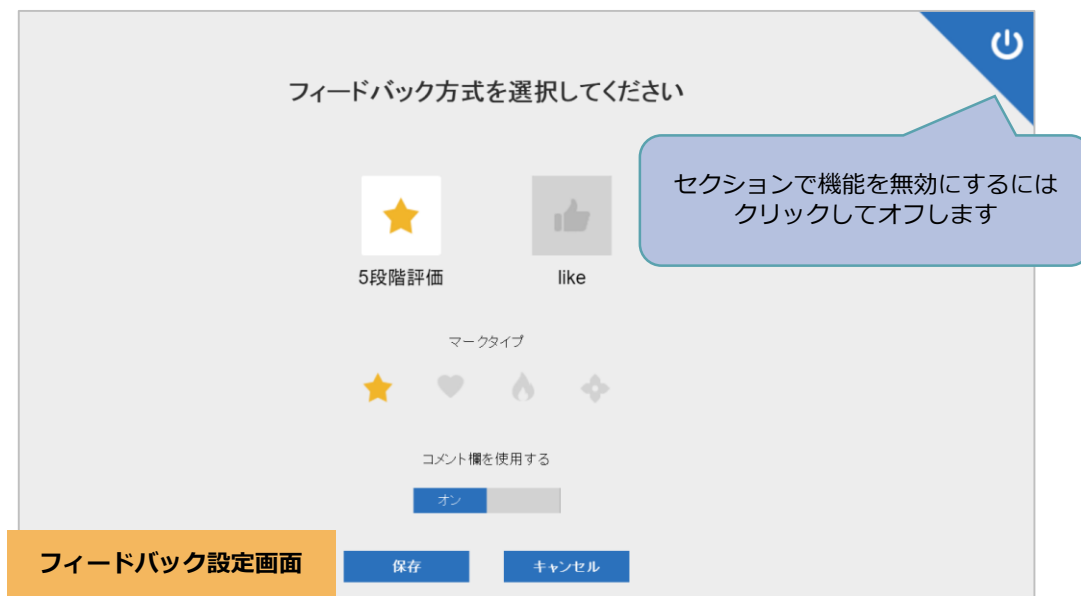 フィードバック方式を選択してください
セクションで機能を無効にするには
クリックしてオフします
5段階評価
like
マークタイプ
コメント欄を使用する
オン
フィードバック設定画面
保存
キャンセル